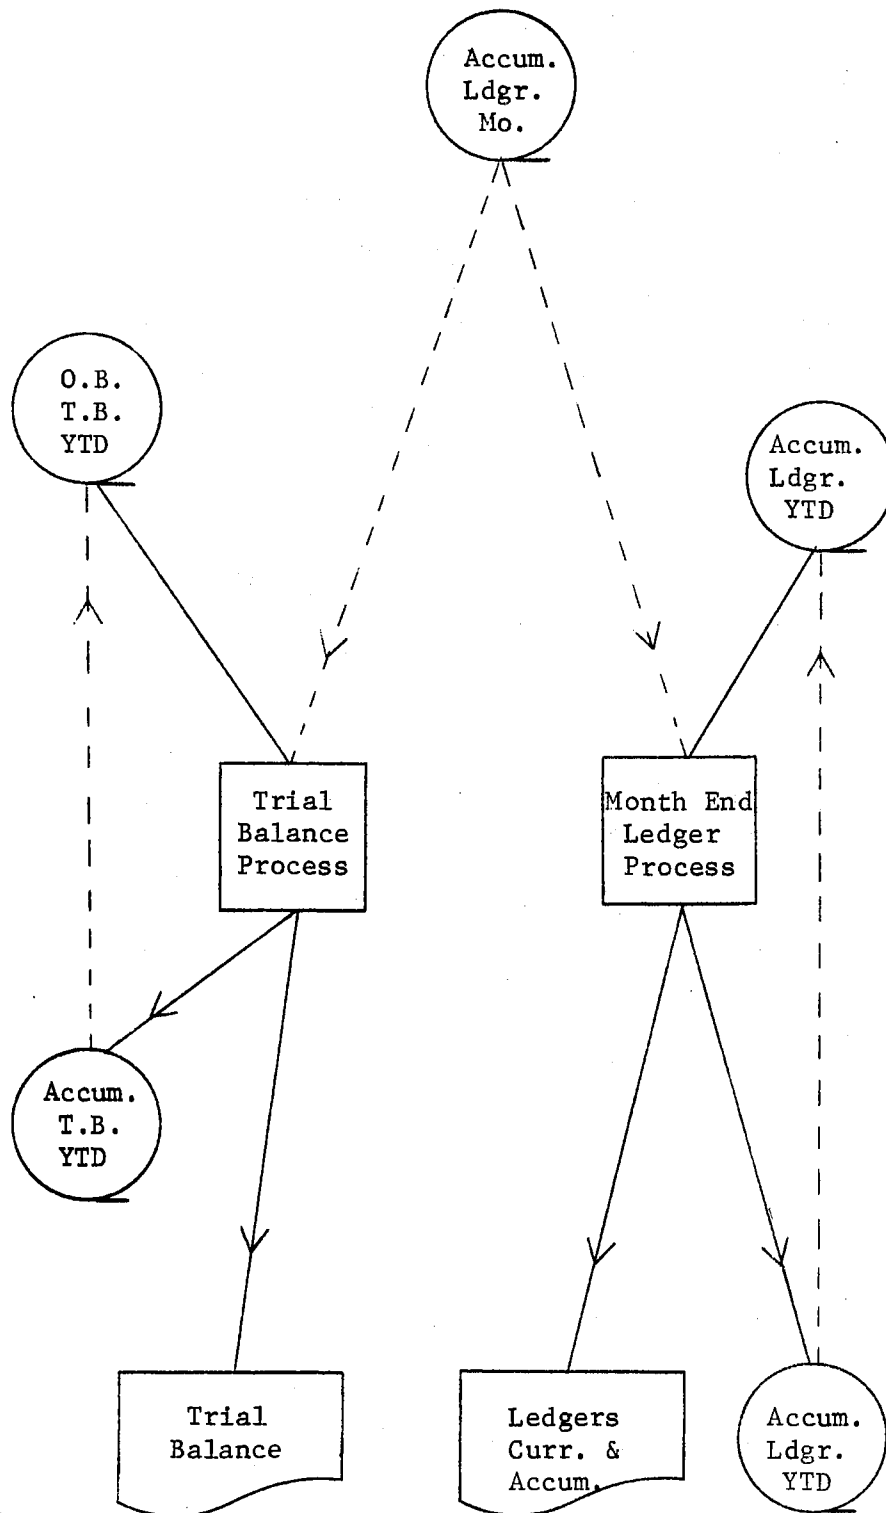 Accum.
Ldgr.
Mo.
O.B.
T.B.
YTD
Accum.
Ldgr.
YTD
Trial
Balance
Process
Month End
Ledger
Process
Accum.
T.B.
YTD
Trial
Balance
Ledgers
Curr. &
Accum.
Accum.
Ldgr.
YTD